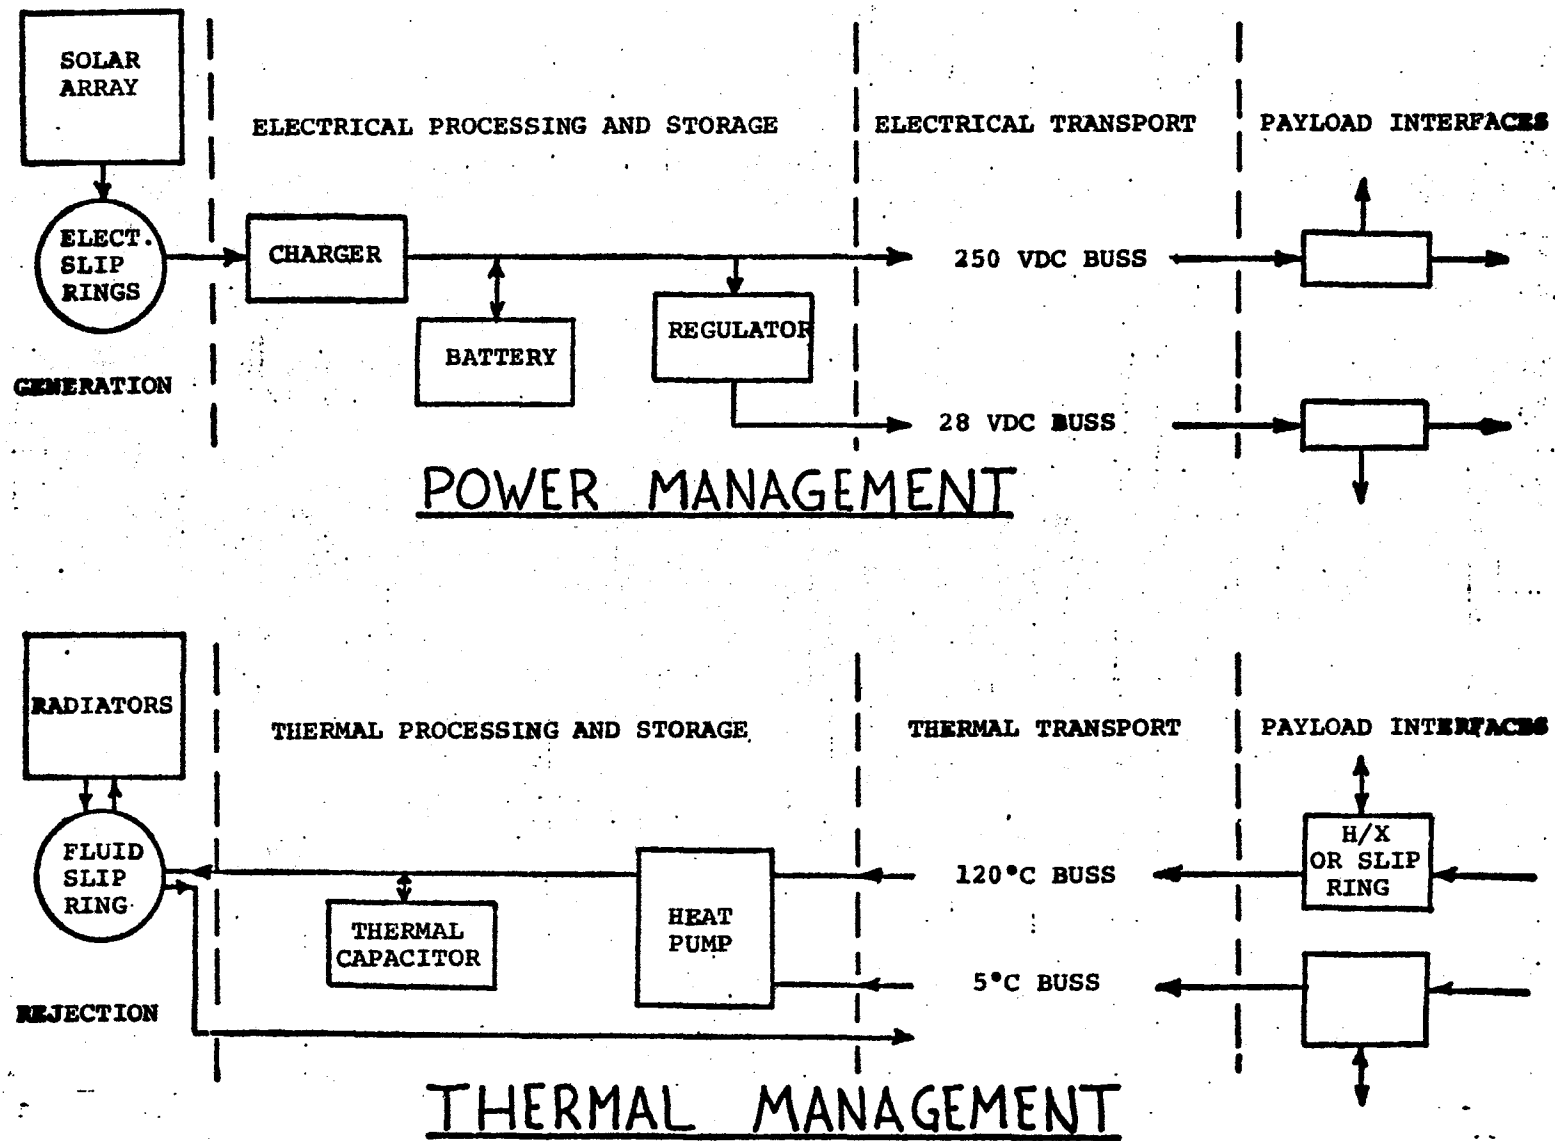 SOLAR
ARRAY
ELECTRICAL PROCESSING AND STORAGE
ELECTRICAL TRANSPORT
PAYLOAD INTERFACES
ELECT.
SLIP
RINGS
CHARGER
250 VDC BUSS
BATTERY
REGULATOR
GENERATION
28 VDC BUSS
POWER MANAGEMENT
RADIATORS
THERMAL PROCESSING AND STORAGE
THERMAL TRANSPORT
PAYLOAD INTERFACES
FLUID
SLIP
RING
THERMAL
CAPACITOR
HEAT
PUMP
120°C BUSS
H/X
OR SLIP
RING
5°C BUSS
REJECTION
THERMAL MANAGEMENT